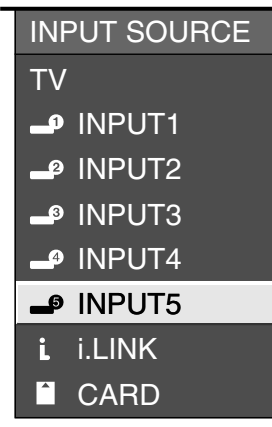 INPUT SOURCE
TV
1 INPUT1
2 INPUT2
3 INPUT3
4 INPUT4
5 INPUT5
i i.LINK
CARD